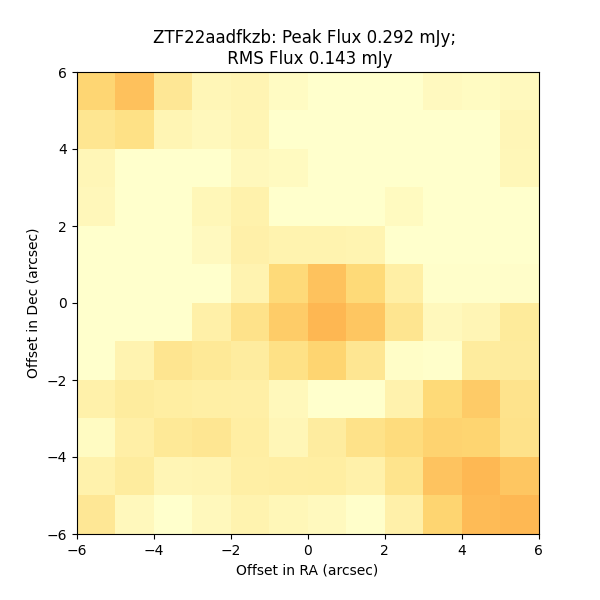 ZTF22aadfkzb: Peak Flux 0.292 mJy;
RMS Flux 0.143 mJy
6
4
2
0
−2
−4
−6
Offset in Dec (arcsec)
−6 −4 −2 0 2 4 6
Offset in RA (arcsec)